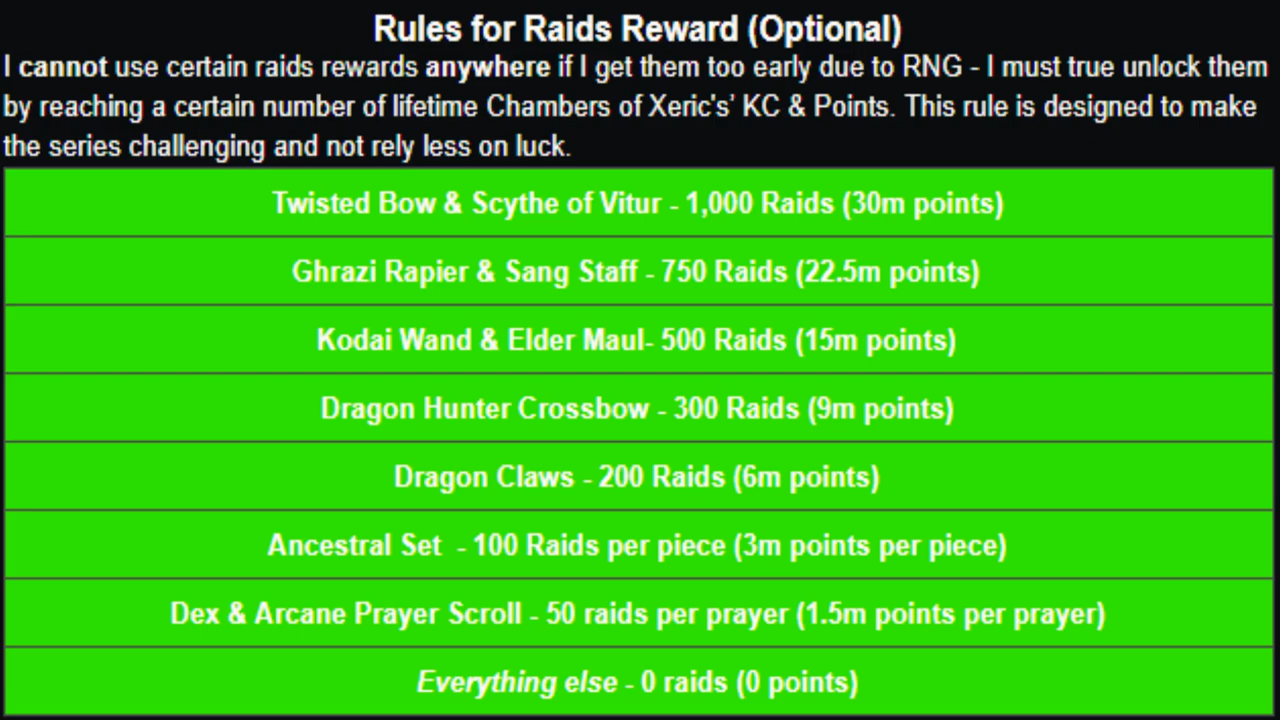 Rules for Raids Reward (Optional)
I cannot use certain raids rewards anywhere if I get them too early due to RNG - I must true unlock them
by reaching a certain number of lifetime Chambers of Xeric's' KC & Points. This rule is designed to make
the series challenging and not rely less on luck.
Twisted Bow & Scythe of Vitur - 1,000 Raids (30m points)
Ghrazi Rapier & Sang Staff - 750 Raids (22.5m points)
Kodai Wand & Elder Maul- 500 Raids (15m points)
Dragon Hunter Crossbow - 300 Raids (9m points)
Dragon Claws - 200 Raids (6m points)
Ancestral Set - 100 Raids per piece (3m points per piece)
Dex & Arcane Prayer Scroll - 50 raids per prayer (1.5m points per prayer)
Everything else - 0 raids (0 points)